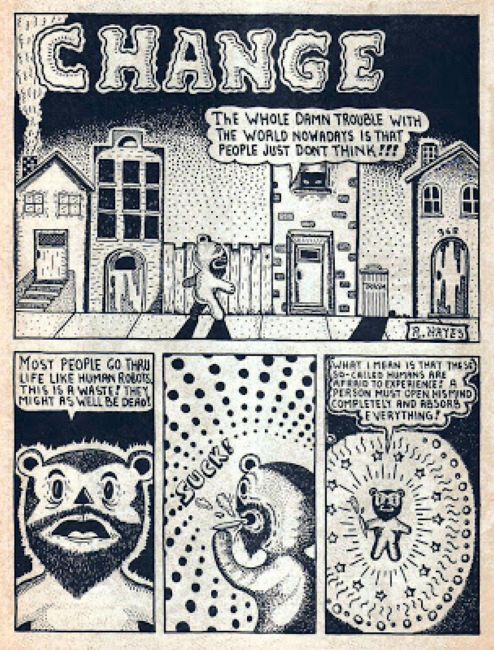 CHANGE
THE WHOLE DAMN TROUBLE WITH
THE WORLD NOWADAYS IS THAT
PEOPLE JUST DON'T THINK!!!
968
TRASH
R. HAYES
MOST PEOPLE GO THRU
LIFE LIKE HUMAN ROBOTS.
THIS IS A WASTE! THEY
MIGHT AS WELL BE DEAD!
SUCK!
WHAT I MEAN IS THAT THESE
SO-CALLED HUMANS ARE
AFRAID TO EXPERIENCE! A
PERSON MUST OPEN HIS MIND
COMPLETELY AND ABSORB
EVERYTHING!